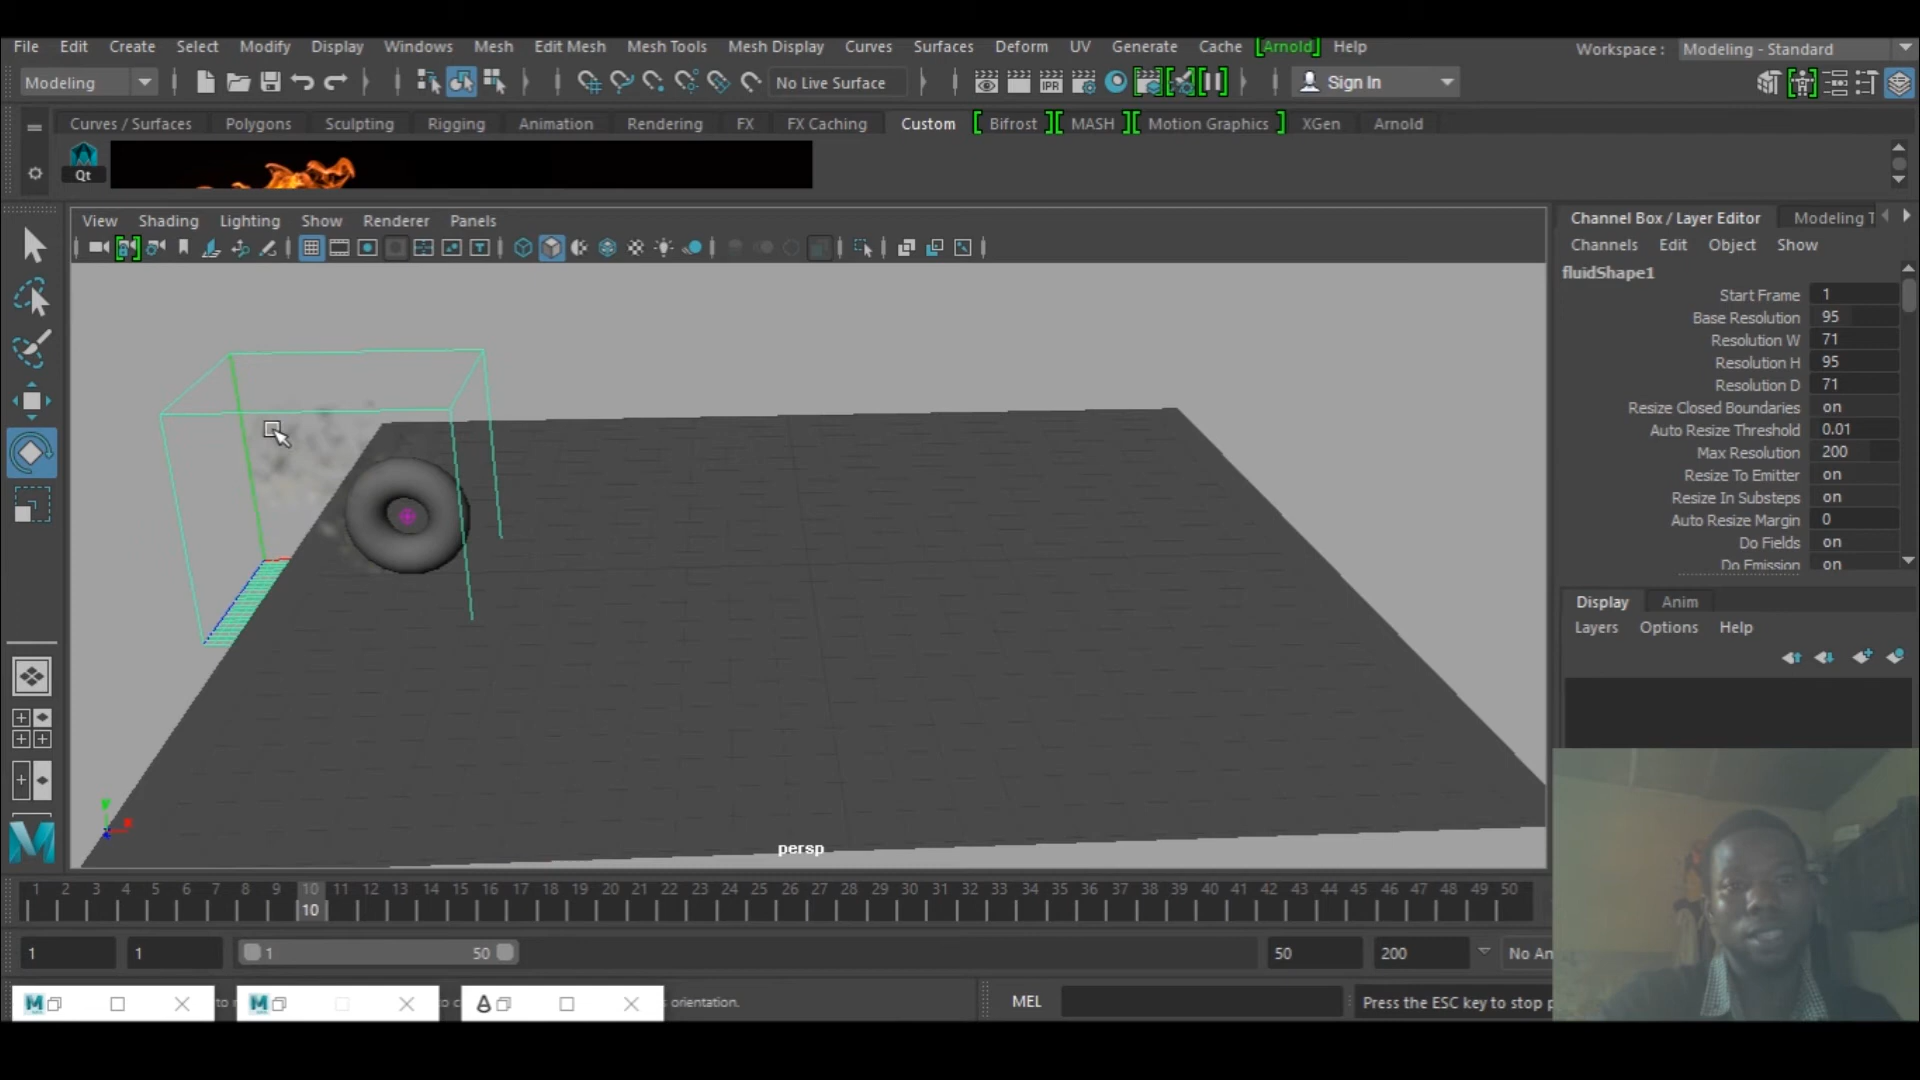 File Edit Create Select Modify Display Windows Mesh Edit Mesh Mesh Tools Mesh Display Curves Surfaces Deform UV Generate Cache [Arnold] Help Workspace : Modeling - Standard
Modeling No Live Surface IPR Sign In
Curves / Surfaces Polygons Sculpting Rigging Animation Rendering FX FX Caching Custom [ Bifrost ] [ MASH ] [ Motion Graphics ] XGen Arnold
Qt
View Shading Lighting Show Renderer Panels
Channel Box / Layer Editor Modeling T
Channels Edit Object Show
fluidShape1
Start Frame 1
Base Resolution 95
Resolution W 71
Resolution H 95
Resolution D 71
Resize Closed Boundaries on
Auto Resize Threshold 0.01
Max Resolution 200
Resize To Emitter on
Resize In Substeps on
Auto Resize Margin 0
Do Fields on
Do Emission on
Display Anim
Layers Options Help
persp
1 2 3 4 5 6 7 8 9 10 11 12 13 14 15 16 17 18 19 20 21 22 23 24 25 26 27 28 29 30 31 32 33 34 35 36 37 38 39 40 41 42 43 44 45 46 47 48 49 50
10
1 1 1 50 50 200 No An
orientation. MEL Press the ESC key to stop p